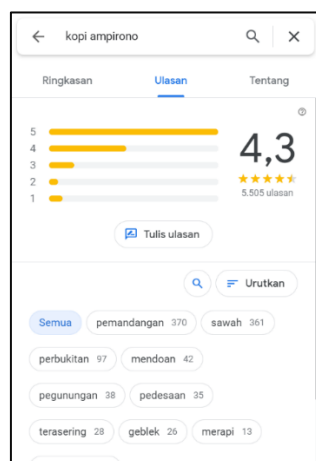 kopi ampirono
Ringkasan Ulasan Tentang
5
4
3
2
1
4,3
5.505 ulasan
Tulis ulasan
Urutkan
Semua pemandangan 370 sawah 361
perbukitan 97 mendoan 42
pegunungan 38 pedesaan 35
terasering 28 geblek 26 merapi 13